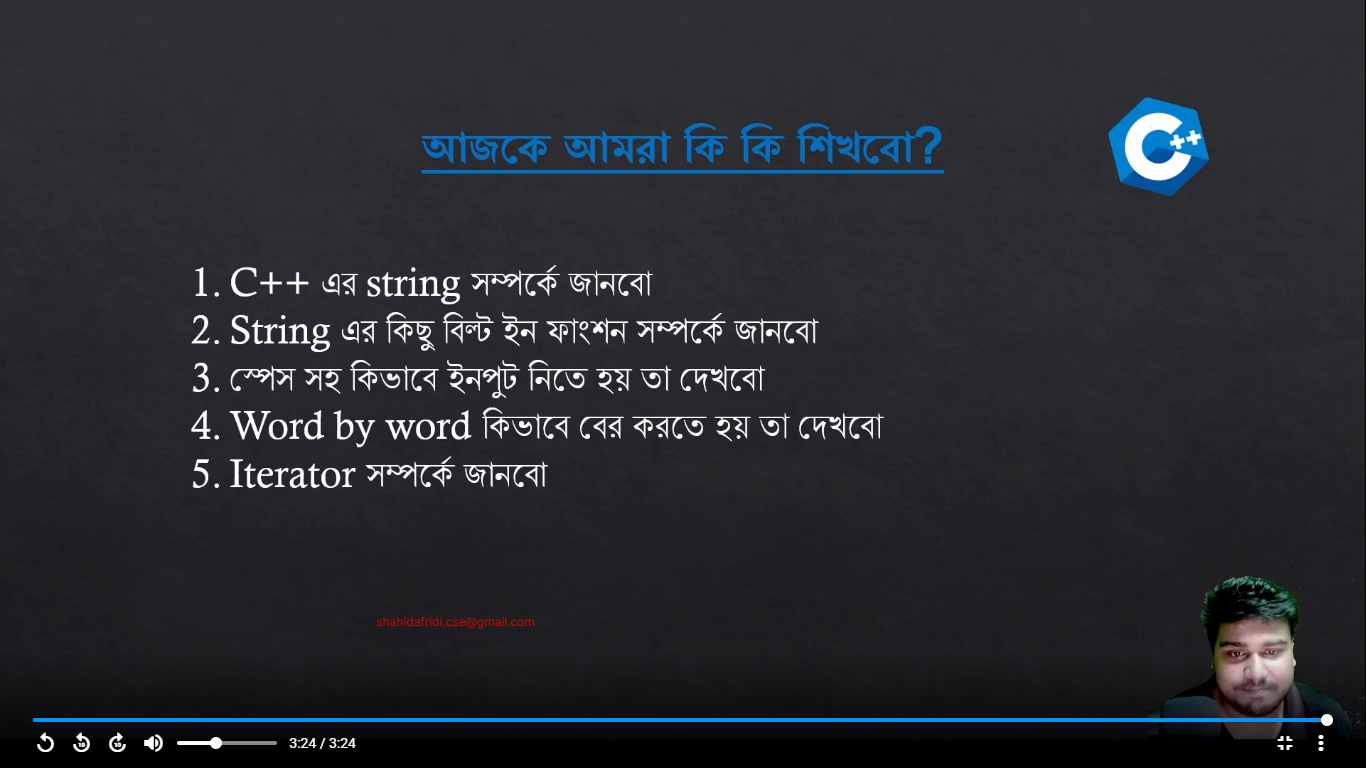 আজকে আমরা কি কি শিখবো?
C++
1. C++ এর string সম্পর্কে জানবো
2. String এর কিছু বিল্ট ইন ফাংশন সম্পর্কে জানবো
3. স্পেস সহ কিভাবে ইনপুট নিতে হয় তা দেখবো
4. Word by word কিভাবে বের করতে হয় তা দেখবো
5. Iterator সম্পর্কে জানবো
shahidafridi.cse@gmail.com
10 10 3:24 / 3:24